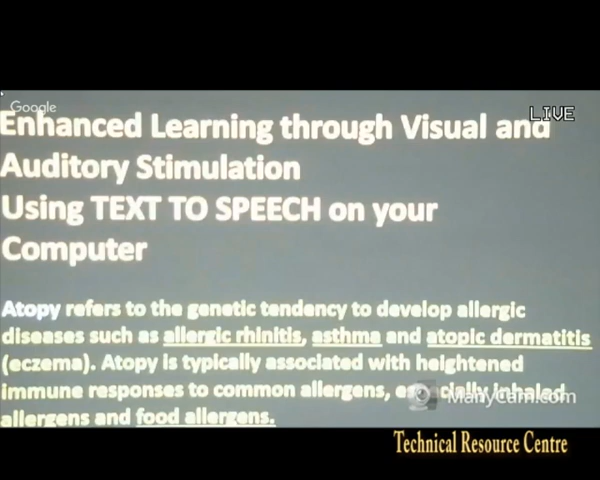 Google
LIVE
Enhanced Learning through Visual and
Auditory Stimulation
Using TEXT TO SPEECH on your
Computer
Atopy refers to the genetic tendency to develop allergic
diseases such as allergic rhinitis, asthma and atopic dermatitis
(eczema). Atopy is typically associated with heightened
immune responses to common allergens, especially inhaled
allergens and food allergens.
ManyCam.com
Technical Resource Centre